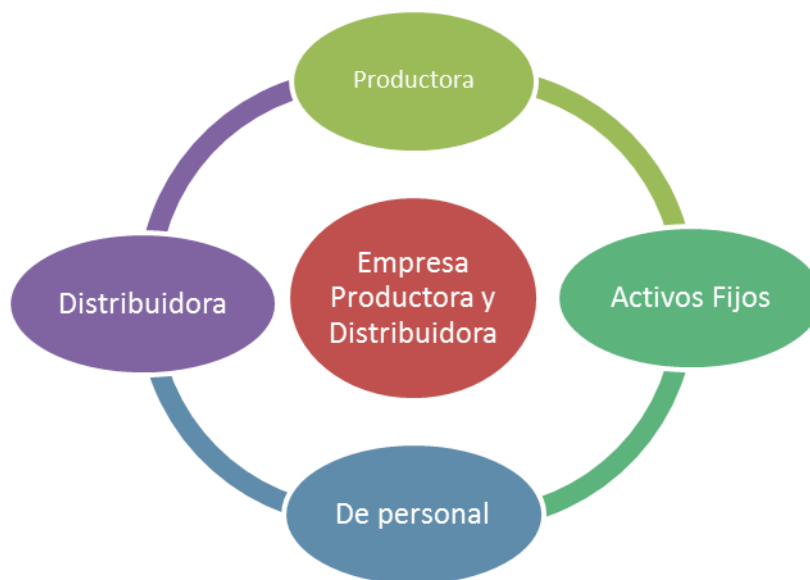 Productora
Distribuidora
Empresa
Productora y
Distribuidora
Activos Fijos
De personal